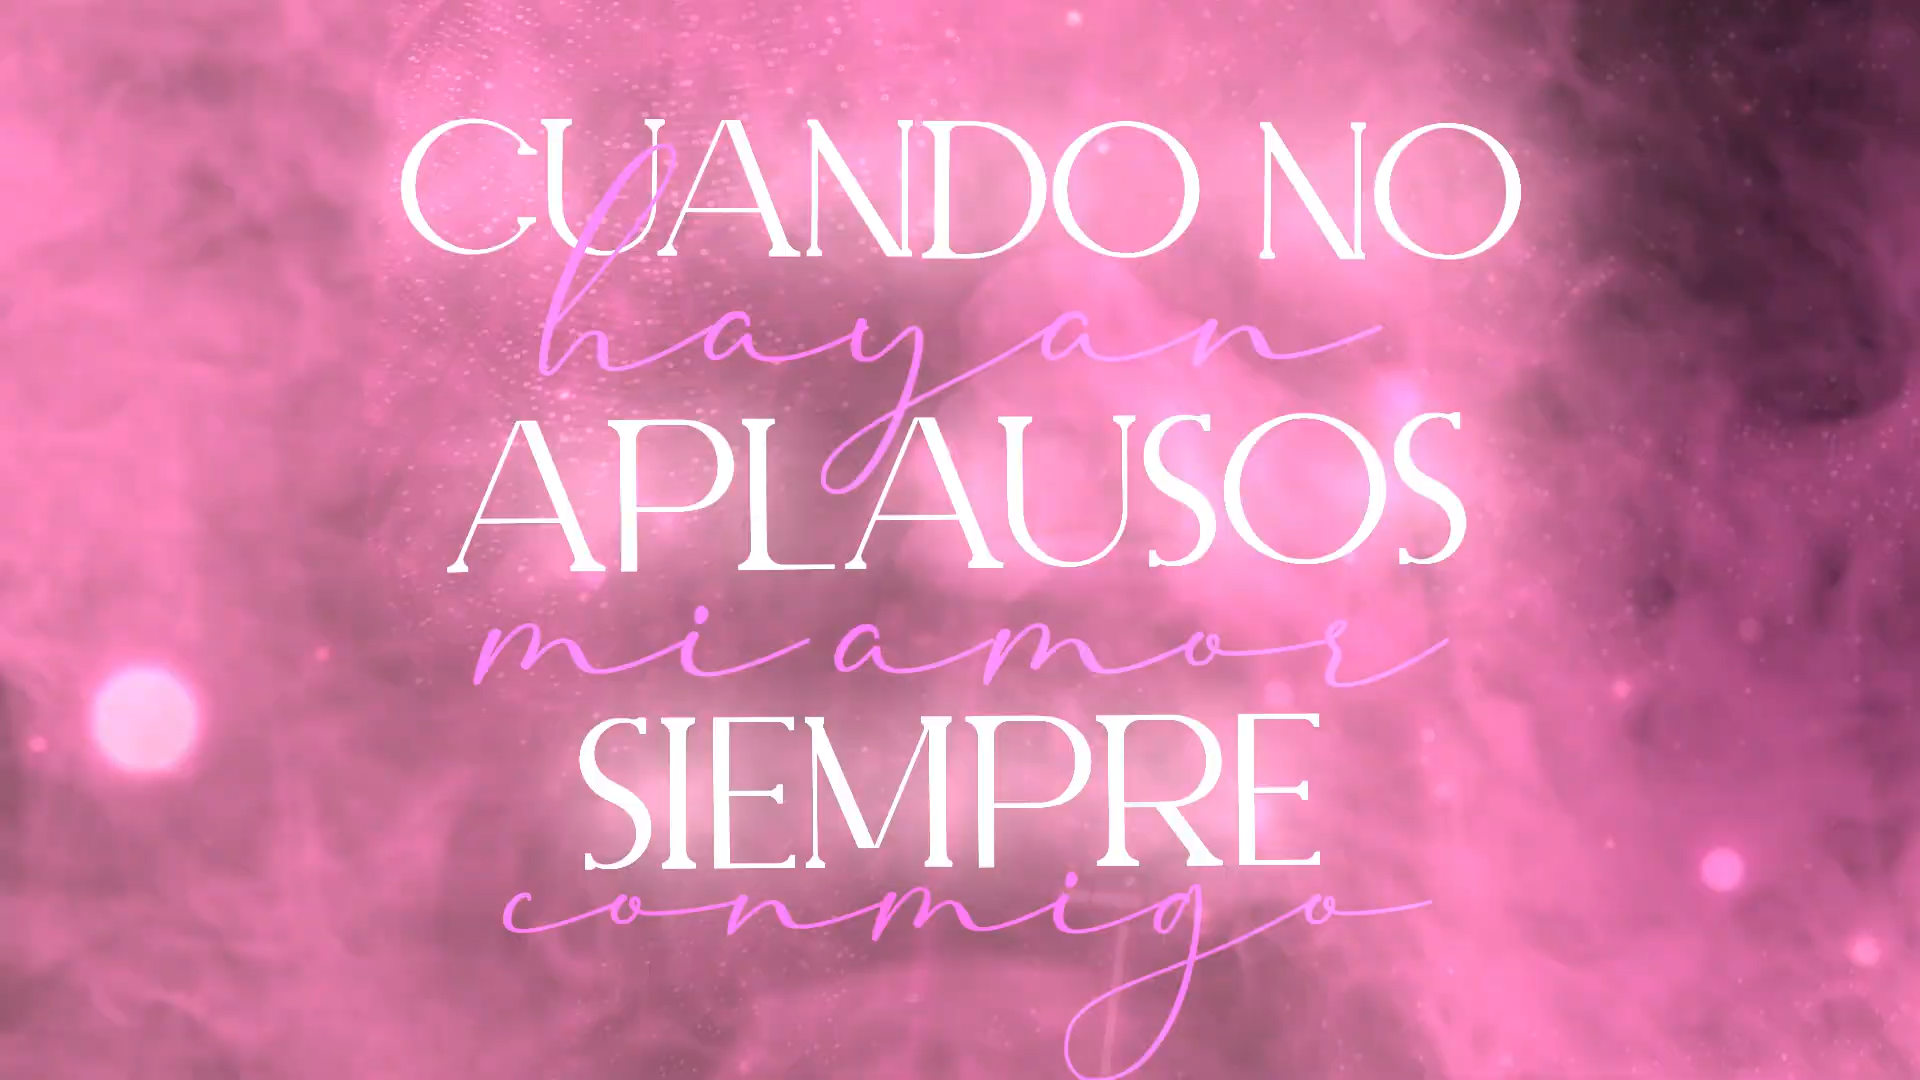 CUANDO NO
hayan
APLAUSOS
mi amor
SIEMPRE
conmigo